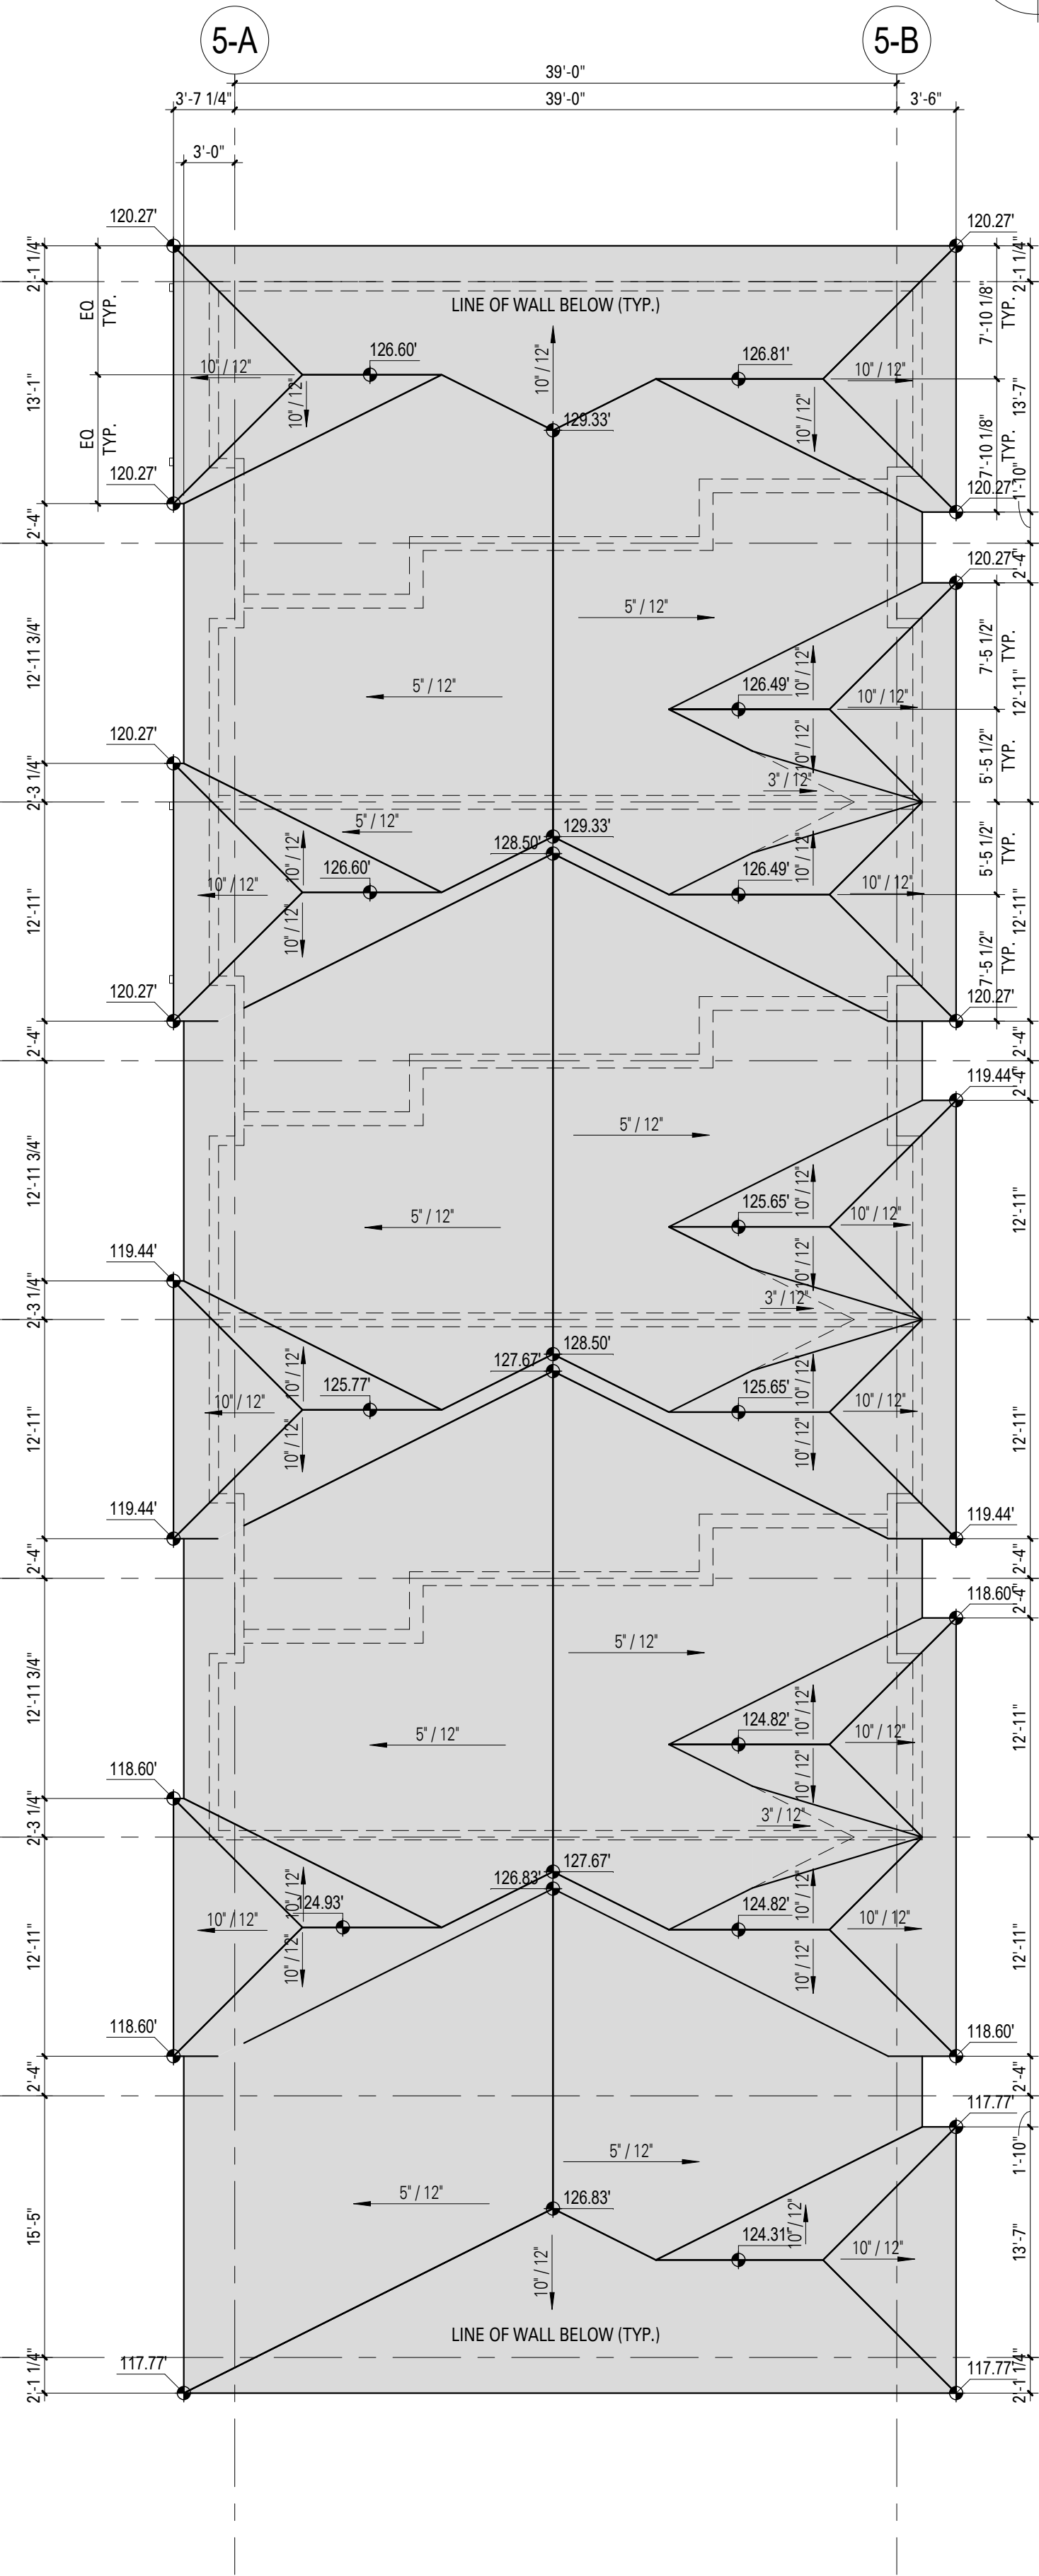 5-A
5-B
39'-0"
3'-7 1/4"
39'-0"
3'-6"
3'-0"
120.27'
120.27'
2'-1 1/4"
2'-1 1/4"
EQ
TYP.
LINE OF WALL BELOW (TYP.)
7'-10 1/8"
TYP.
126.60'
126.81'
10" / 12"
10" / 12"
10" / 12"
10" / 12"
10" / 12"
10" / 12"
13'-1"
13'-7"
129.33'
EQ
TYP.
7'-10 1/8"
TYP.
120.27'
120.27'
1'-10"
2'-4"
120.27'
2'-4"
5" / 12"
12'-11 3/4"
7'-5 1/2"
TYP.
5" / 12"
10" / 12"
126.49'
10" / 12"
12'-11"
10" / 12"
120.27'
2'-3 1/4"
3" / 12"
5'-5 1/2"
TYP.
5" / 12"
129.33'
128.50'
10" / 12"
10" / 12"
5'-5 1/2"
TYP.
126.60'
126.49'
10" / 12"
10" / 12"
12'-11"
12'-11"
10" / 12"
7'-5 1/2"
TYP.
120.27'
120.27'
2'-4"
2'-4"
2'-4"
119.44'
5" / 12"
12'-11 3/4"
10" / 12"
125.65'
5" / 12"
10" / 12"
12'-11"
10" / 12"
119.44'
2'-3 1/4"
3" / 12"
128.50'
127.67'
10" / 12"
10" / 12"
125.77'
125.65'
10" / 12"
10" / 12"
12'-11"
12'-11"
10" / 12"
10" / 12"
119.44'
119.44'
2'-4"
2'-4"
2'-4"
118.60'
5" / 12"
12'-11 3/4"
10" / 12"
124.82'
5" / 12"
10" / 12"
12'-11"
10" / 12"
118.60'
2'-3 1/4"
3" / 12"
127.67'
126.83'
10" / 12"
10" / 12"
124.93'
124.82'
10" / 12"
10" / 12"
12'-11"
12'-11"
10" / 12"
10" / 12"
118.60'
118.60'
2'-4"
2'-4"
117.77'
1'-10"
5" / 12"
5" / 12"
126.83'
15'-5"
10" / 12"
124.31'
10" / 12"
13'-7"
10" / 12"
LINE OF WALL BELOW (TYP.)
2'-1 1/4"
117.77'
117.77'
2'-1 1/4"